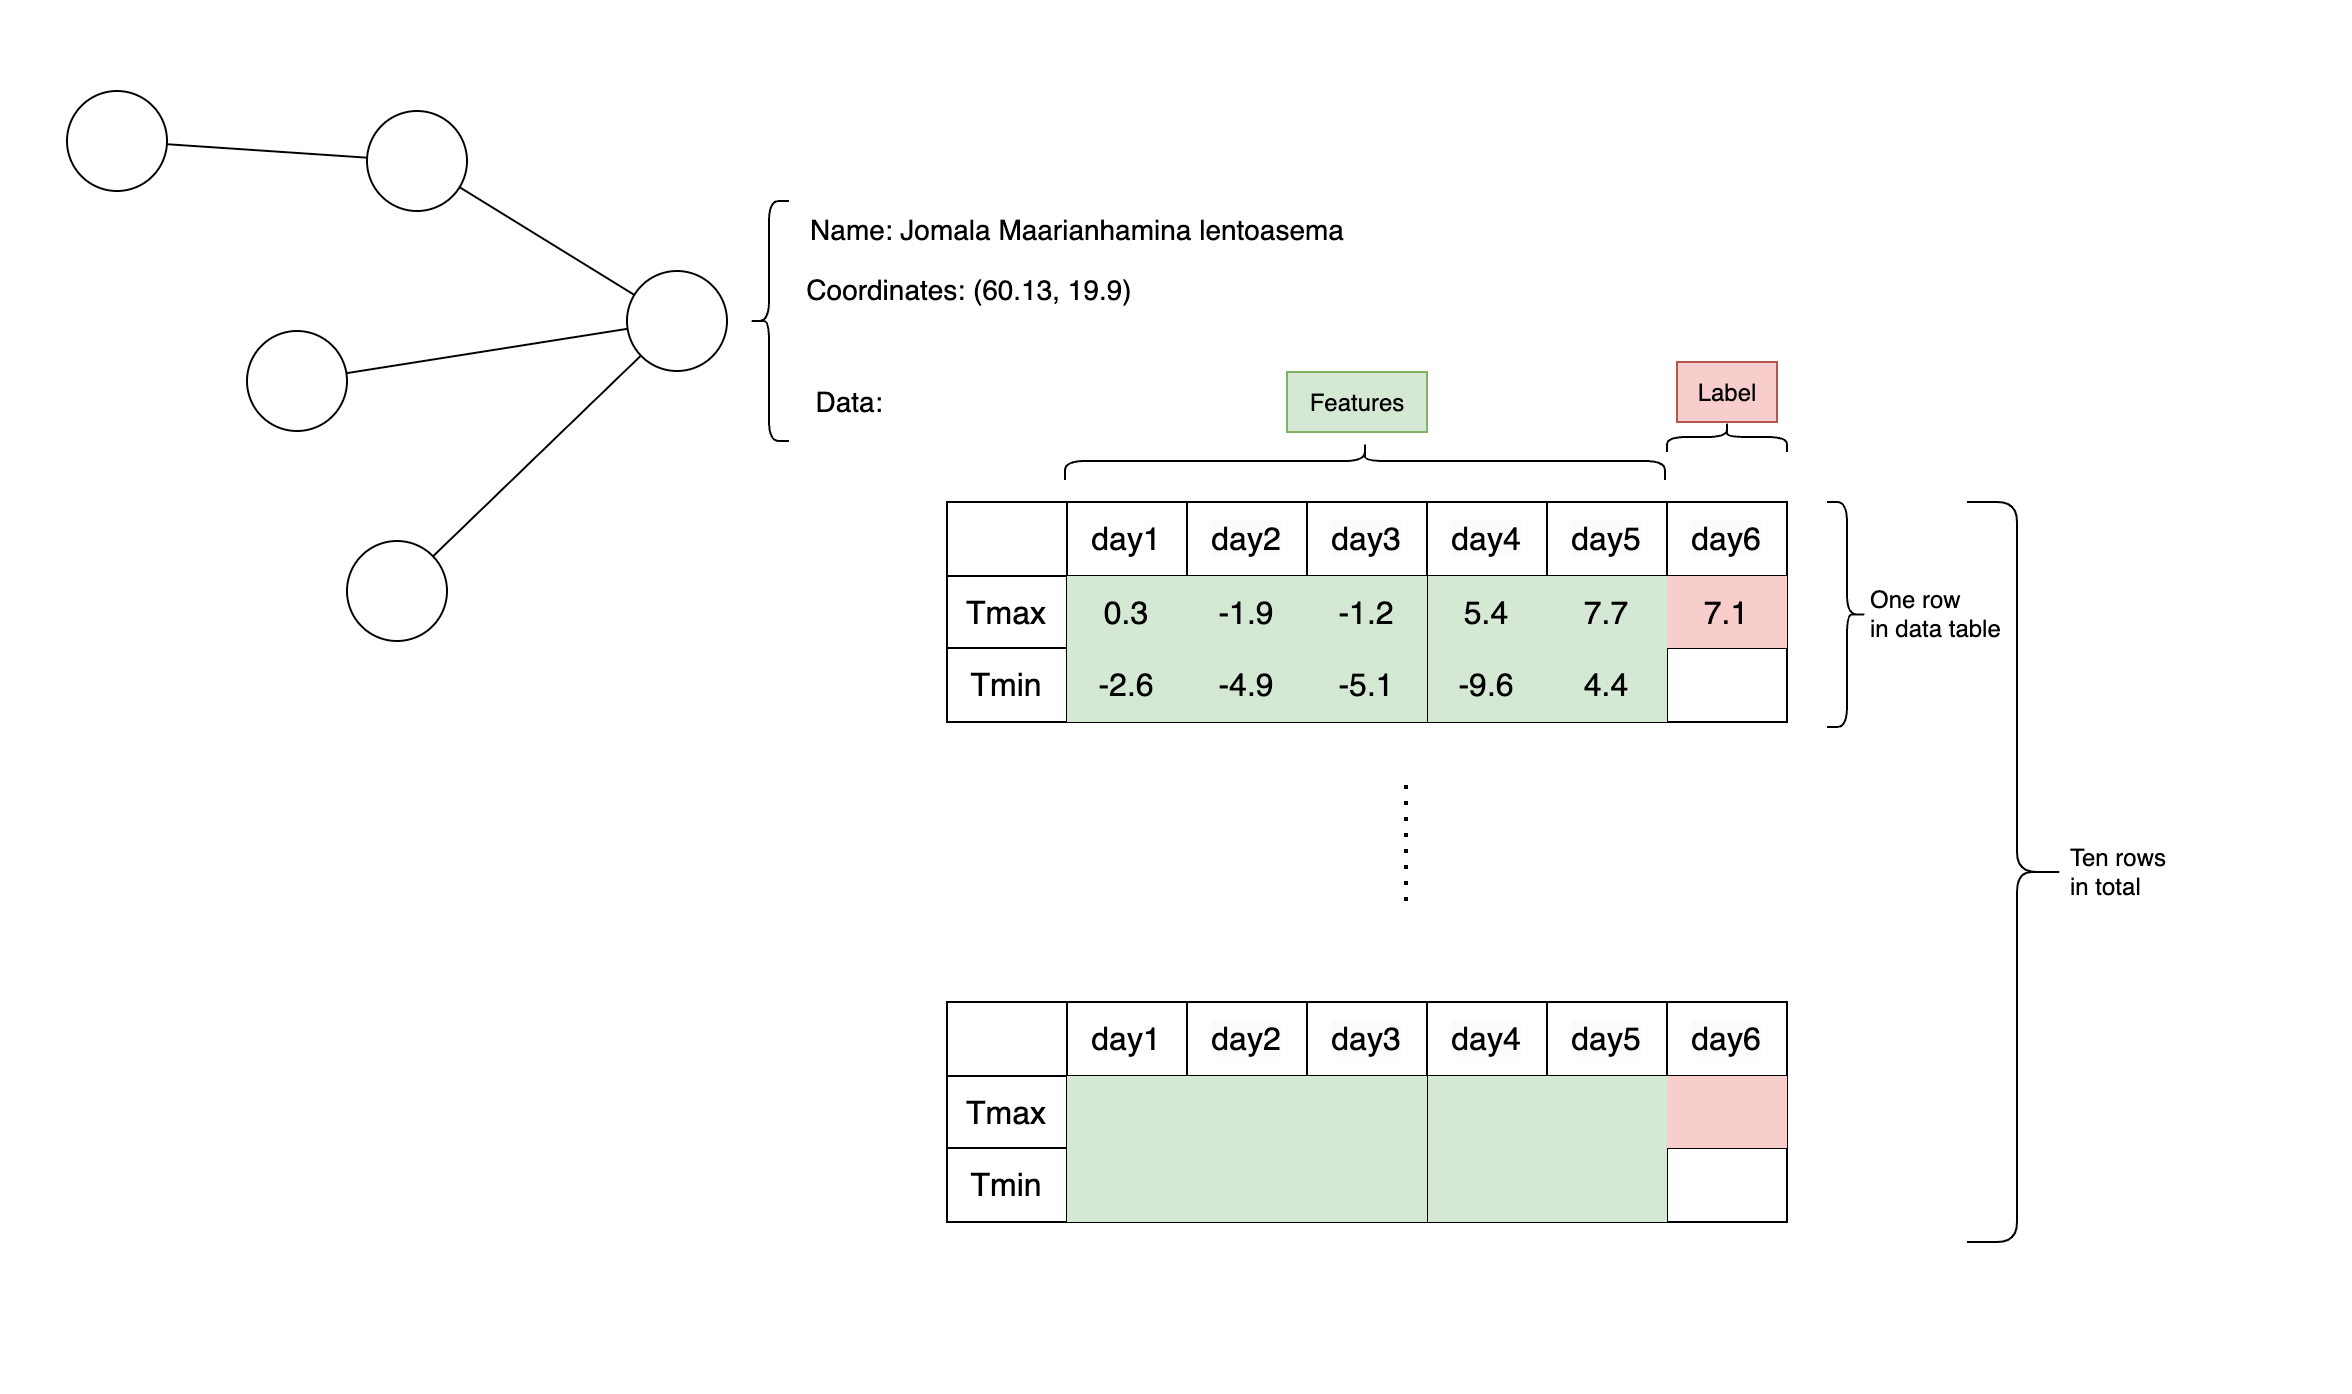 Name: Jomala Maarianhamina lentoasema
Coordinates: (60.13, 19.9)
Data:
Features
Label
day1 day2 day3 day4 day5 day6
Tmax 0.3 -1.9 -1.2 5.4 7.7 7.1
Tmin -2.6 -4.9 -5.1 -9.6 4.4
One row
in data table
Ten rows
in total
day1 day2 day3 day4 day5 day6
Tmax
Tmin